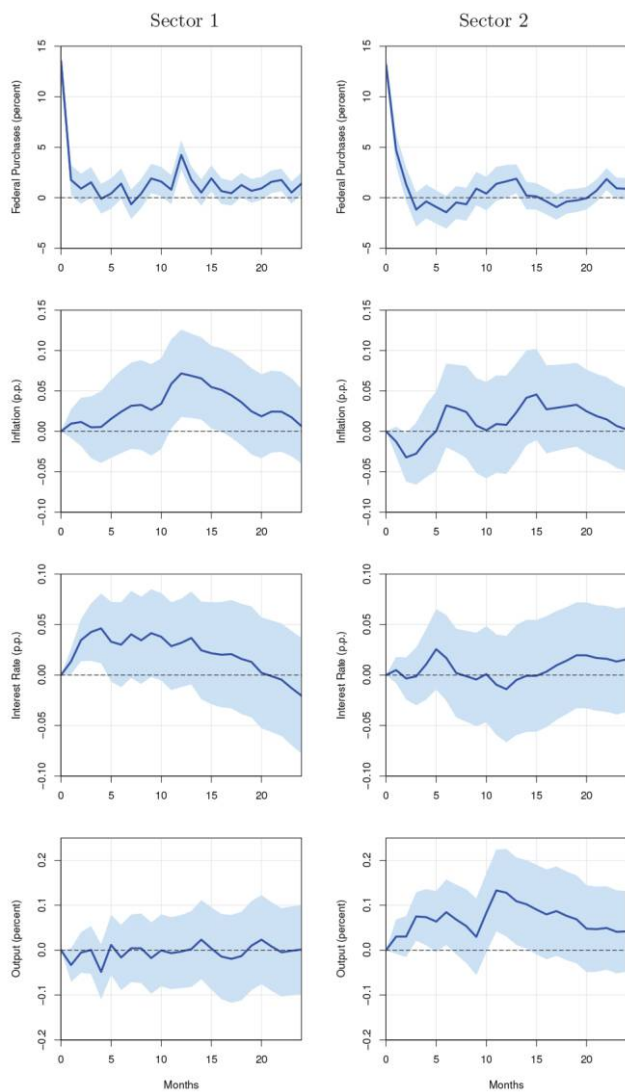 Sector 1
Sector 2
Federal Purchases (percent)
15
10
5
0
−5
0 5 10 15 20
Federal Purchases (percent)
15
10
5
0
−5
0 5 10 15 20
Inflation (p.p.)
0.15
0.10
0.05
0.00
−0.05
−0.10
0 5 10 15 20
Inflation (p.p.)
0.15
0.10
0.05
0.00
−0.05
−0.10
0 5 10 15 20
Interest Rate (p.p.)
0.10
0.05
0.00
−0.05
−0.10
0 5 10 15 20
Interest Rate (p.p.)
0.10
0.05
0.00
−0.05
−0.10
0 5 10 15 20
Output (percent)
0.2
0.1
0.0
−0.1
−0.2
0 5 10 15 20
Months
Output (percent)
0.2
0.1
0.0
−0.1
−0.2
0 5 10 15 20
Months